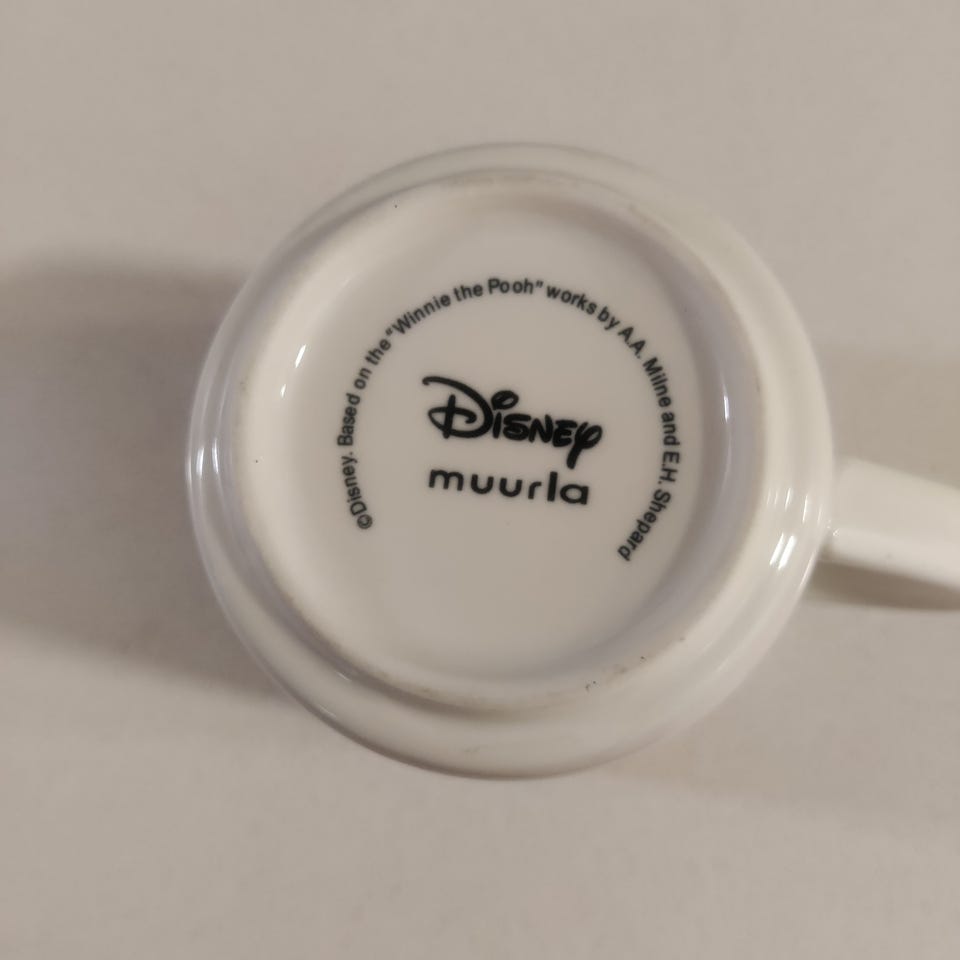 ©Disney. Based on the "Winnie the Pooh" works by A.A. Milne and E.H. Shepard
Disney
muurla